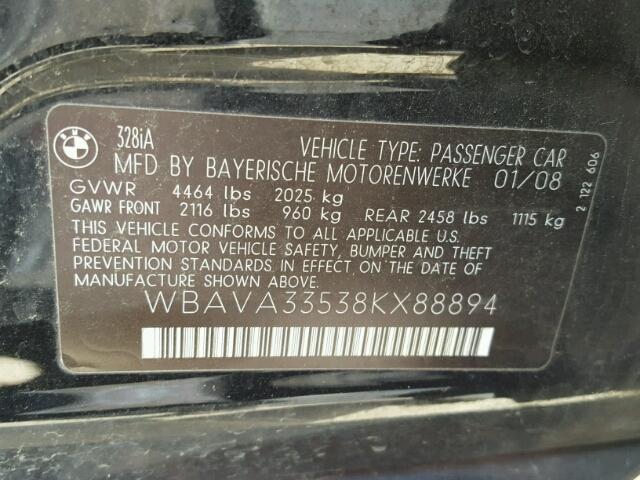 BMW
328iA
VEHICLE TYPE: PASSENGER CAR
MFD BY BAYERISCHE MOTORENWERKE 01/08
GVWR 4464 lbs 2025 kg
GAWR FRONT 2116 lbs 960 kg REAR 2458 lbs 1115 kg
THIS VEHICLE CONFORMS TO ALL APPLICABLE U.S.
FEDERAL MOTOR VEHICLE SAFETY, BUMPER AND THEFT
PREVENTION STANDARDS IN EFFECT ON THE DATE OF
MANUFACTURE SHOWN ABOVE.
WBAVA33538KX88894
2 122 606